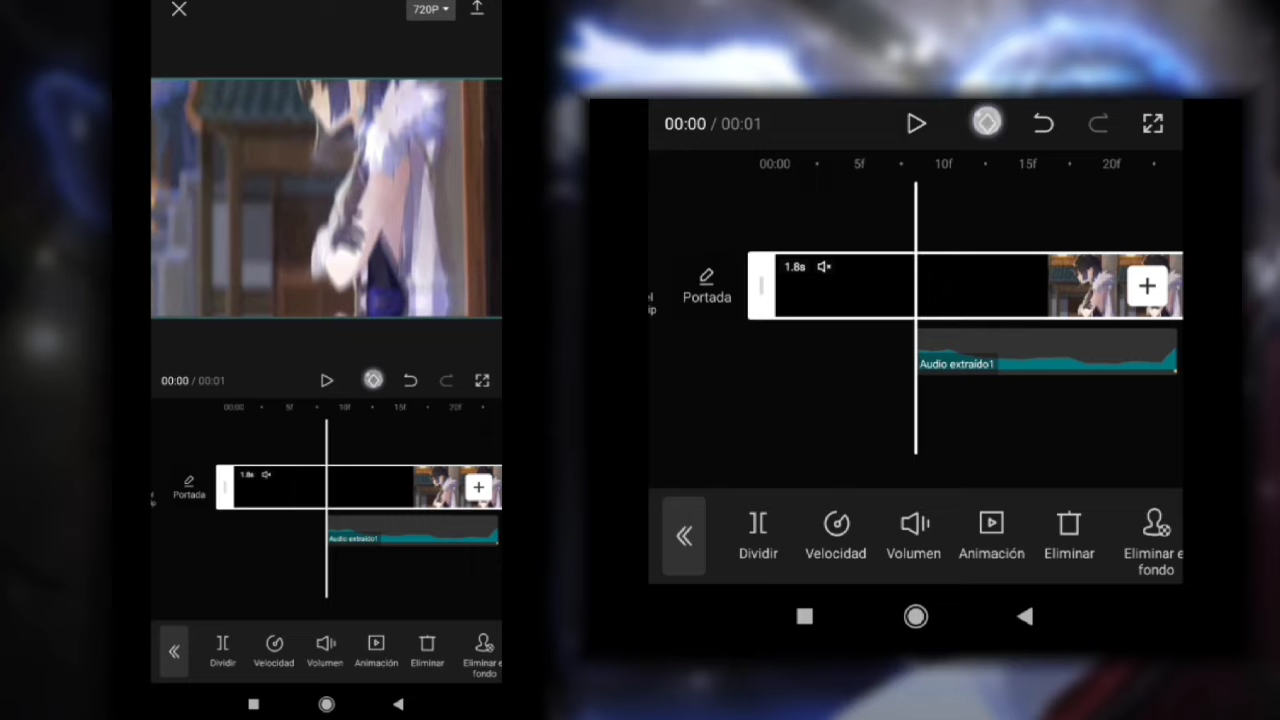 720P
00:00 / 00:01
00:00 5f 10f 15f 20f
1.8s
Portada
Audio extraído1
Dividir
Velocidad
Volumen
Animación
Eliminar
Eliminar e
fondo
00:00 / 00:01
00:00 5f 10f 15f 20f
1.8s
el
ip
Portada
Audio extraído1
Dividir
Velocidad
Volumen
Animación
Eliminar
Eliminar e
fondo